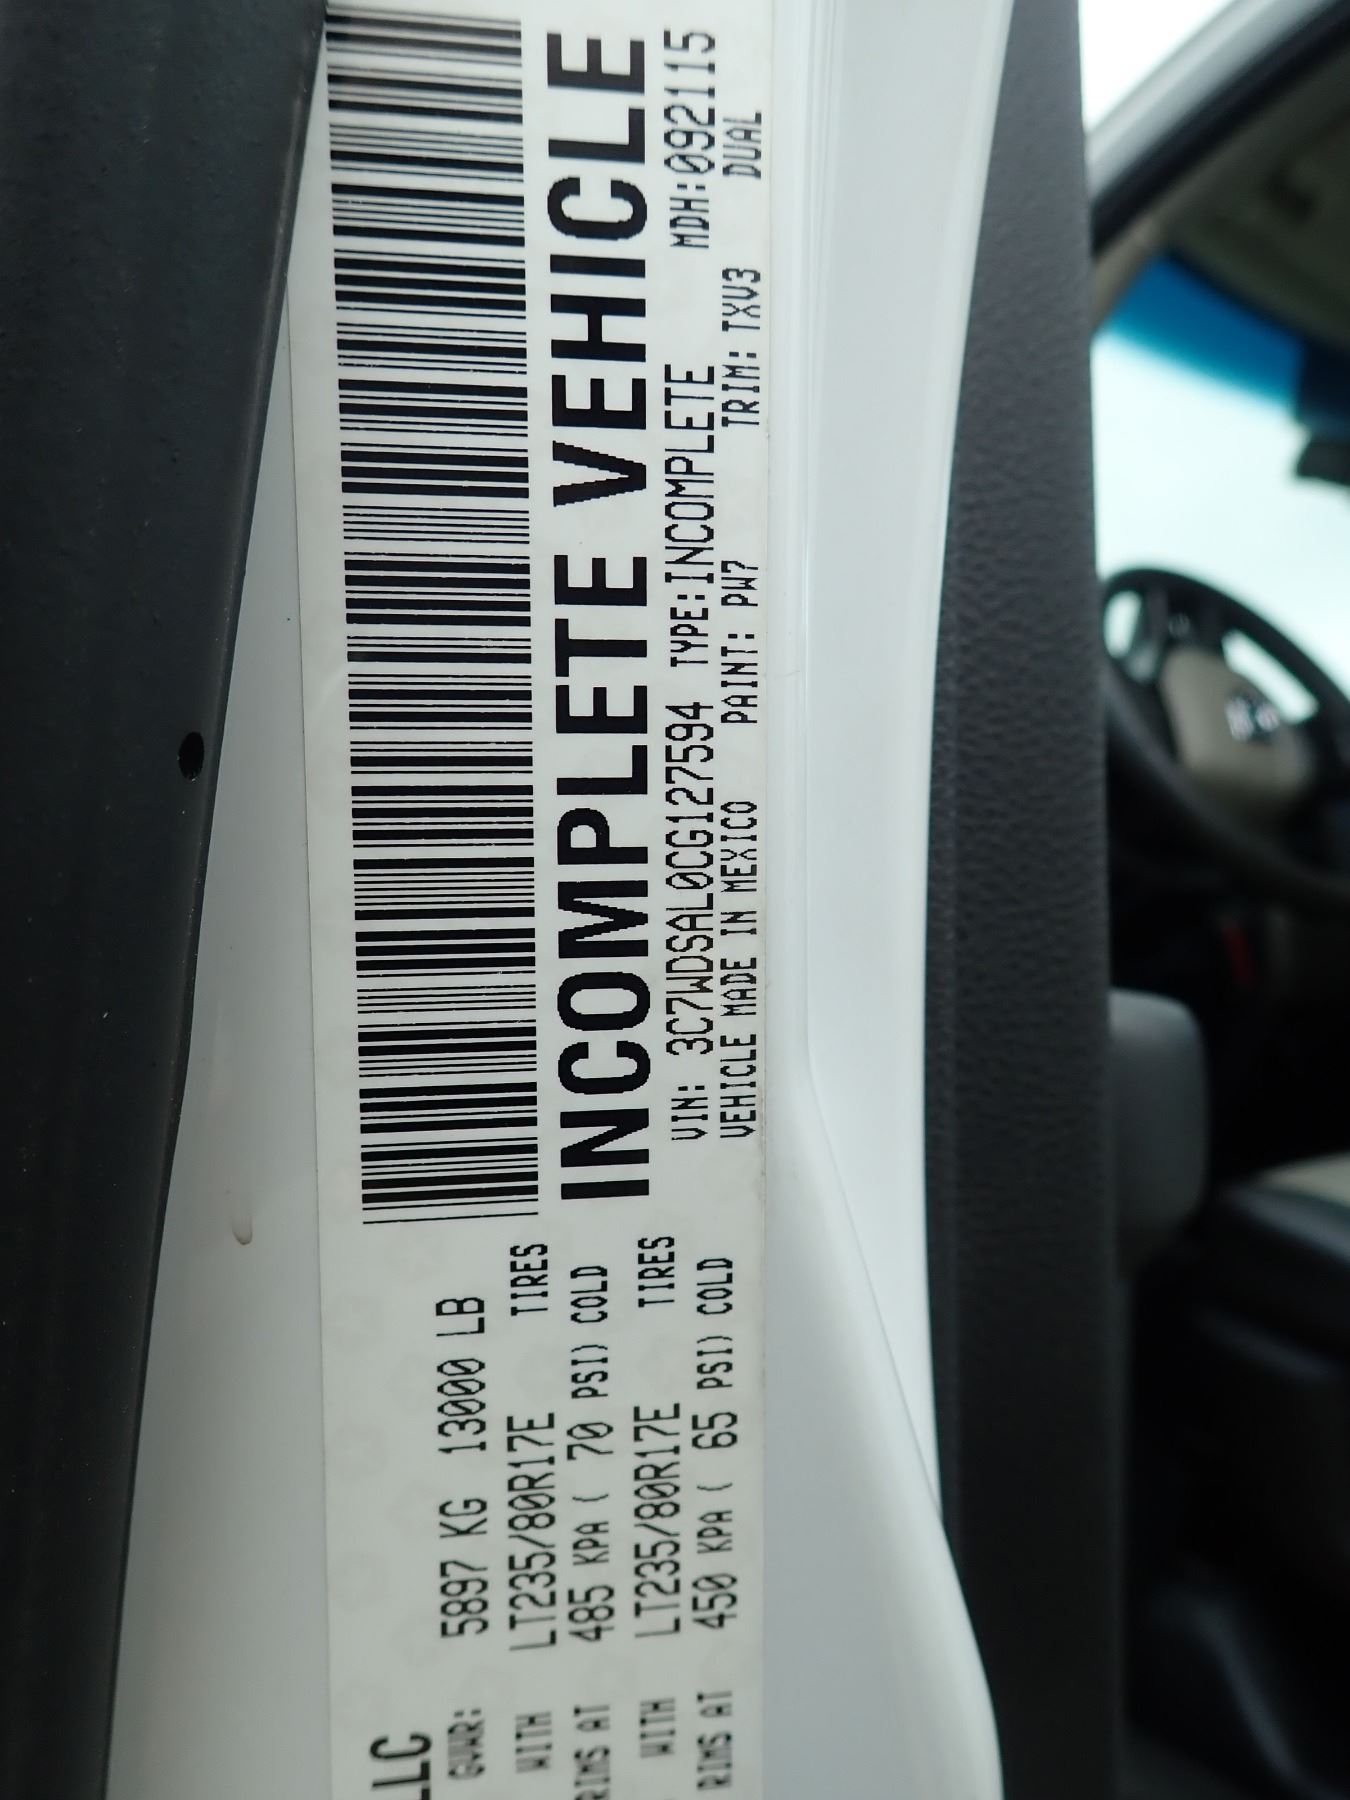 LLC
GVWR: 5897 KG 13000 LB
WITH LT235/80R17E TIRES
RIMS AT 485 KPA ( 70 PSI) COLD
WITH LT235/80R17E TIRES
RIMS AT 450 KPA ( 65 PSI) COLD
INCOMPLETE VEHICLE
VIN: 3C7WDSAL0CG127594 TYPE:INCOMPLETE MDH:092115
VEHICLE MADE IN MEXICO PAINT: PW7 TRIM: TXV3 DUAL